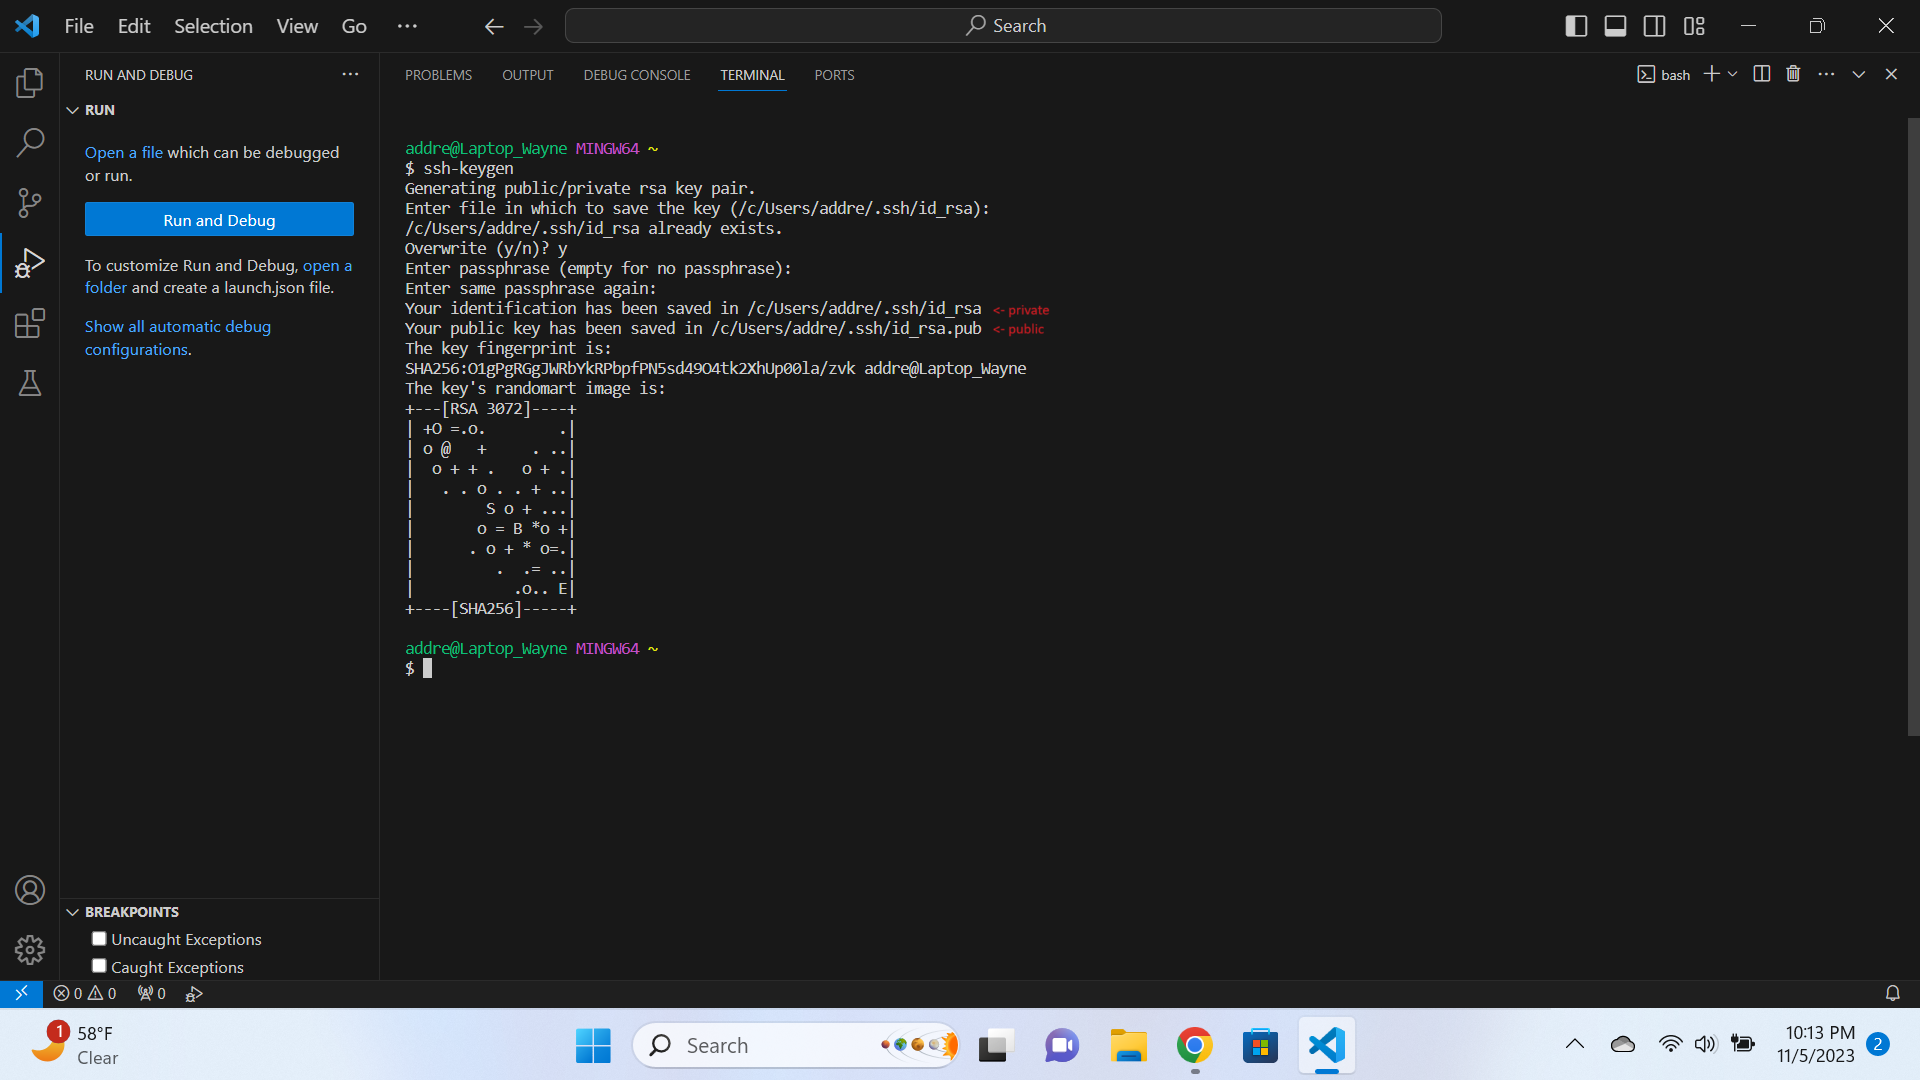 File Edit Selection View Go ...
Search
RUN AND DEBUG ...
PROBLEMS OUTPUT DEBUG CONSOLE TERMINAL PORTS
bash
RUN
Open a file which can be debugged
or run.
Run and Debug
To customize Run and Debug, open a
folder and create a launch.json file.
Show all automatic debug
configurations.
addre@Laptop_Wayne MINGW64 ~
$ ssh-keygen
Generating public/private rsa key pair.
Enter file in which to save the key (/c/Users/addre/.ssh/id_rsa):
/c/Users/addre/.ssh/id_rsa already exists.
Overwrite (y/n)? y
Enter passphrase (empty for no passphrase):
Enter same passphrase again:
Your identification has been saved in /c/Users/addre/.ssh/id_rsa <- private
Your public key has been saved in /c/Users/addre/.ssh/id_rsa.pub <- public
The key fingerprint is:
SHA256:O1gPgRGgJWRbYkRPbpfPN5sd49O4tk2XhUp00la/zvk addre@Laptop_Wayne
The key's randomart image is:
+---[RSA 3072]----+
| +O =.o.        .|
| o @   +     . ..|
|  o + + .   o + .|
|   . . o . . + ..|
|        S o + ...|
|       o = B *o +|
|      . o + * o=.|
|         .  .= ..|
|           .o.. E|
+----[SHA256]-----+
addre@Laptop_Wayne MINGW64 ~
$
BREAKPOINTS
Uncaught Exceptions
Caught Exceptions
0 0 0
1
58°F
Clear
Search
10:13 PM
11/5/2023
2